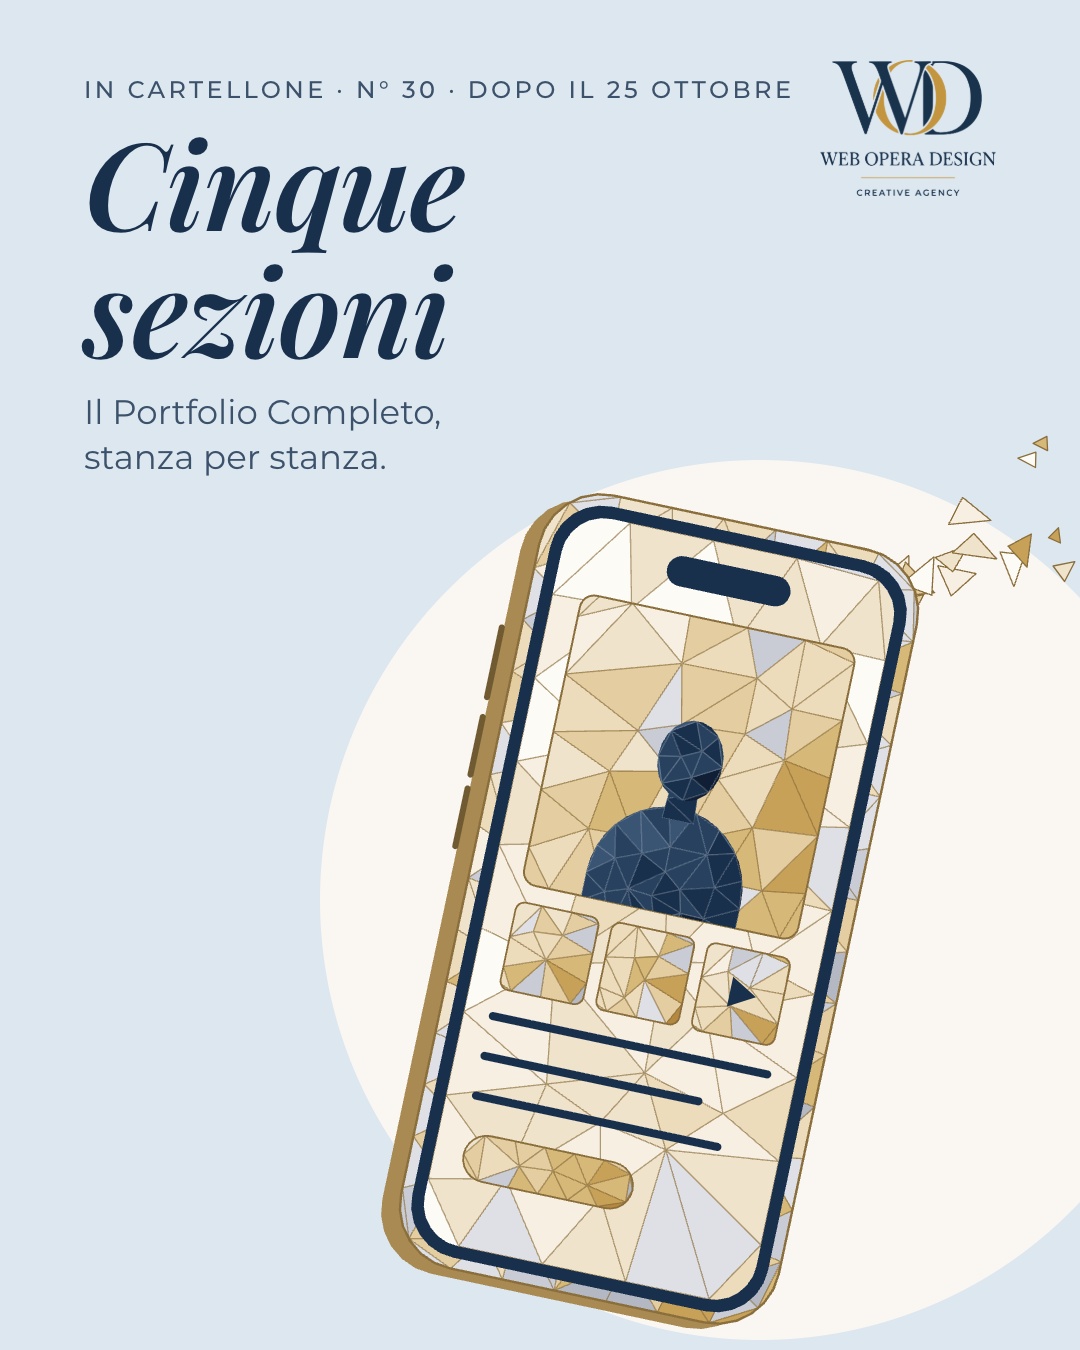 IN CARTELLONE · N° 30 · DOPO IL 25 OTTOBRE
Cinque
sezioni
Il Portfolio Completo,
stanza per stanza.
WOD
WEB OPERA DESIGN
CREATIVE AGENCY